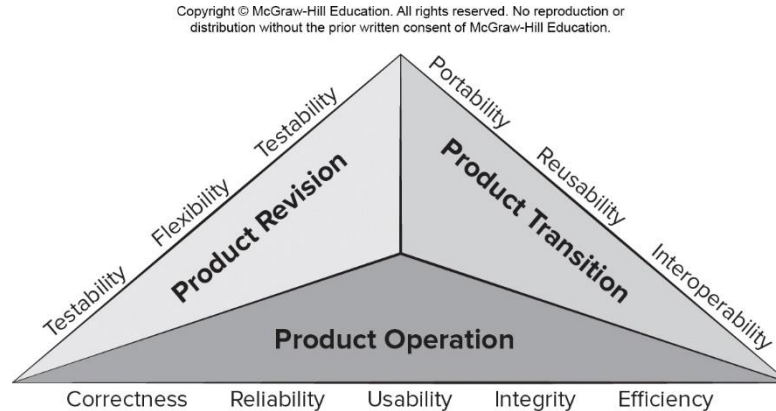 Copyright © McGraw-Hill Education. All rights reserved. No reproduction or
distribution without the prior written consent of McGraw-Hill Education.
Testability
Flexibility
Testability
Product Revision
Portability
Reusability
Interoperability
Product Transition
Product Operation
Correctness Reliability Usability Integrity Efficiency